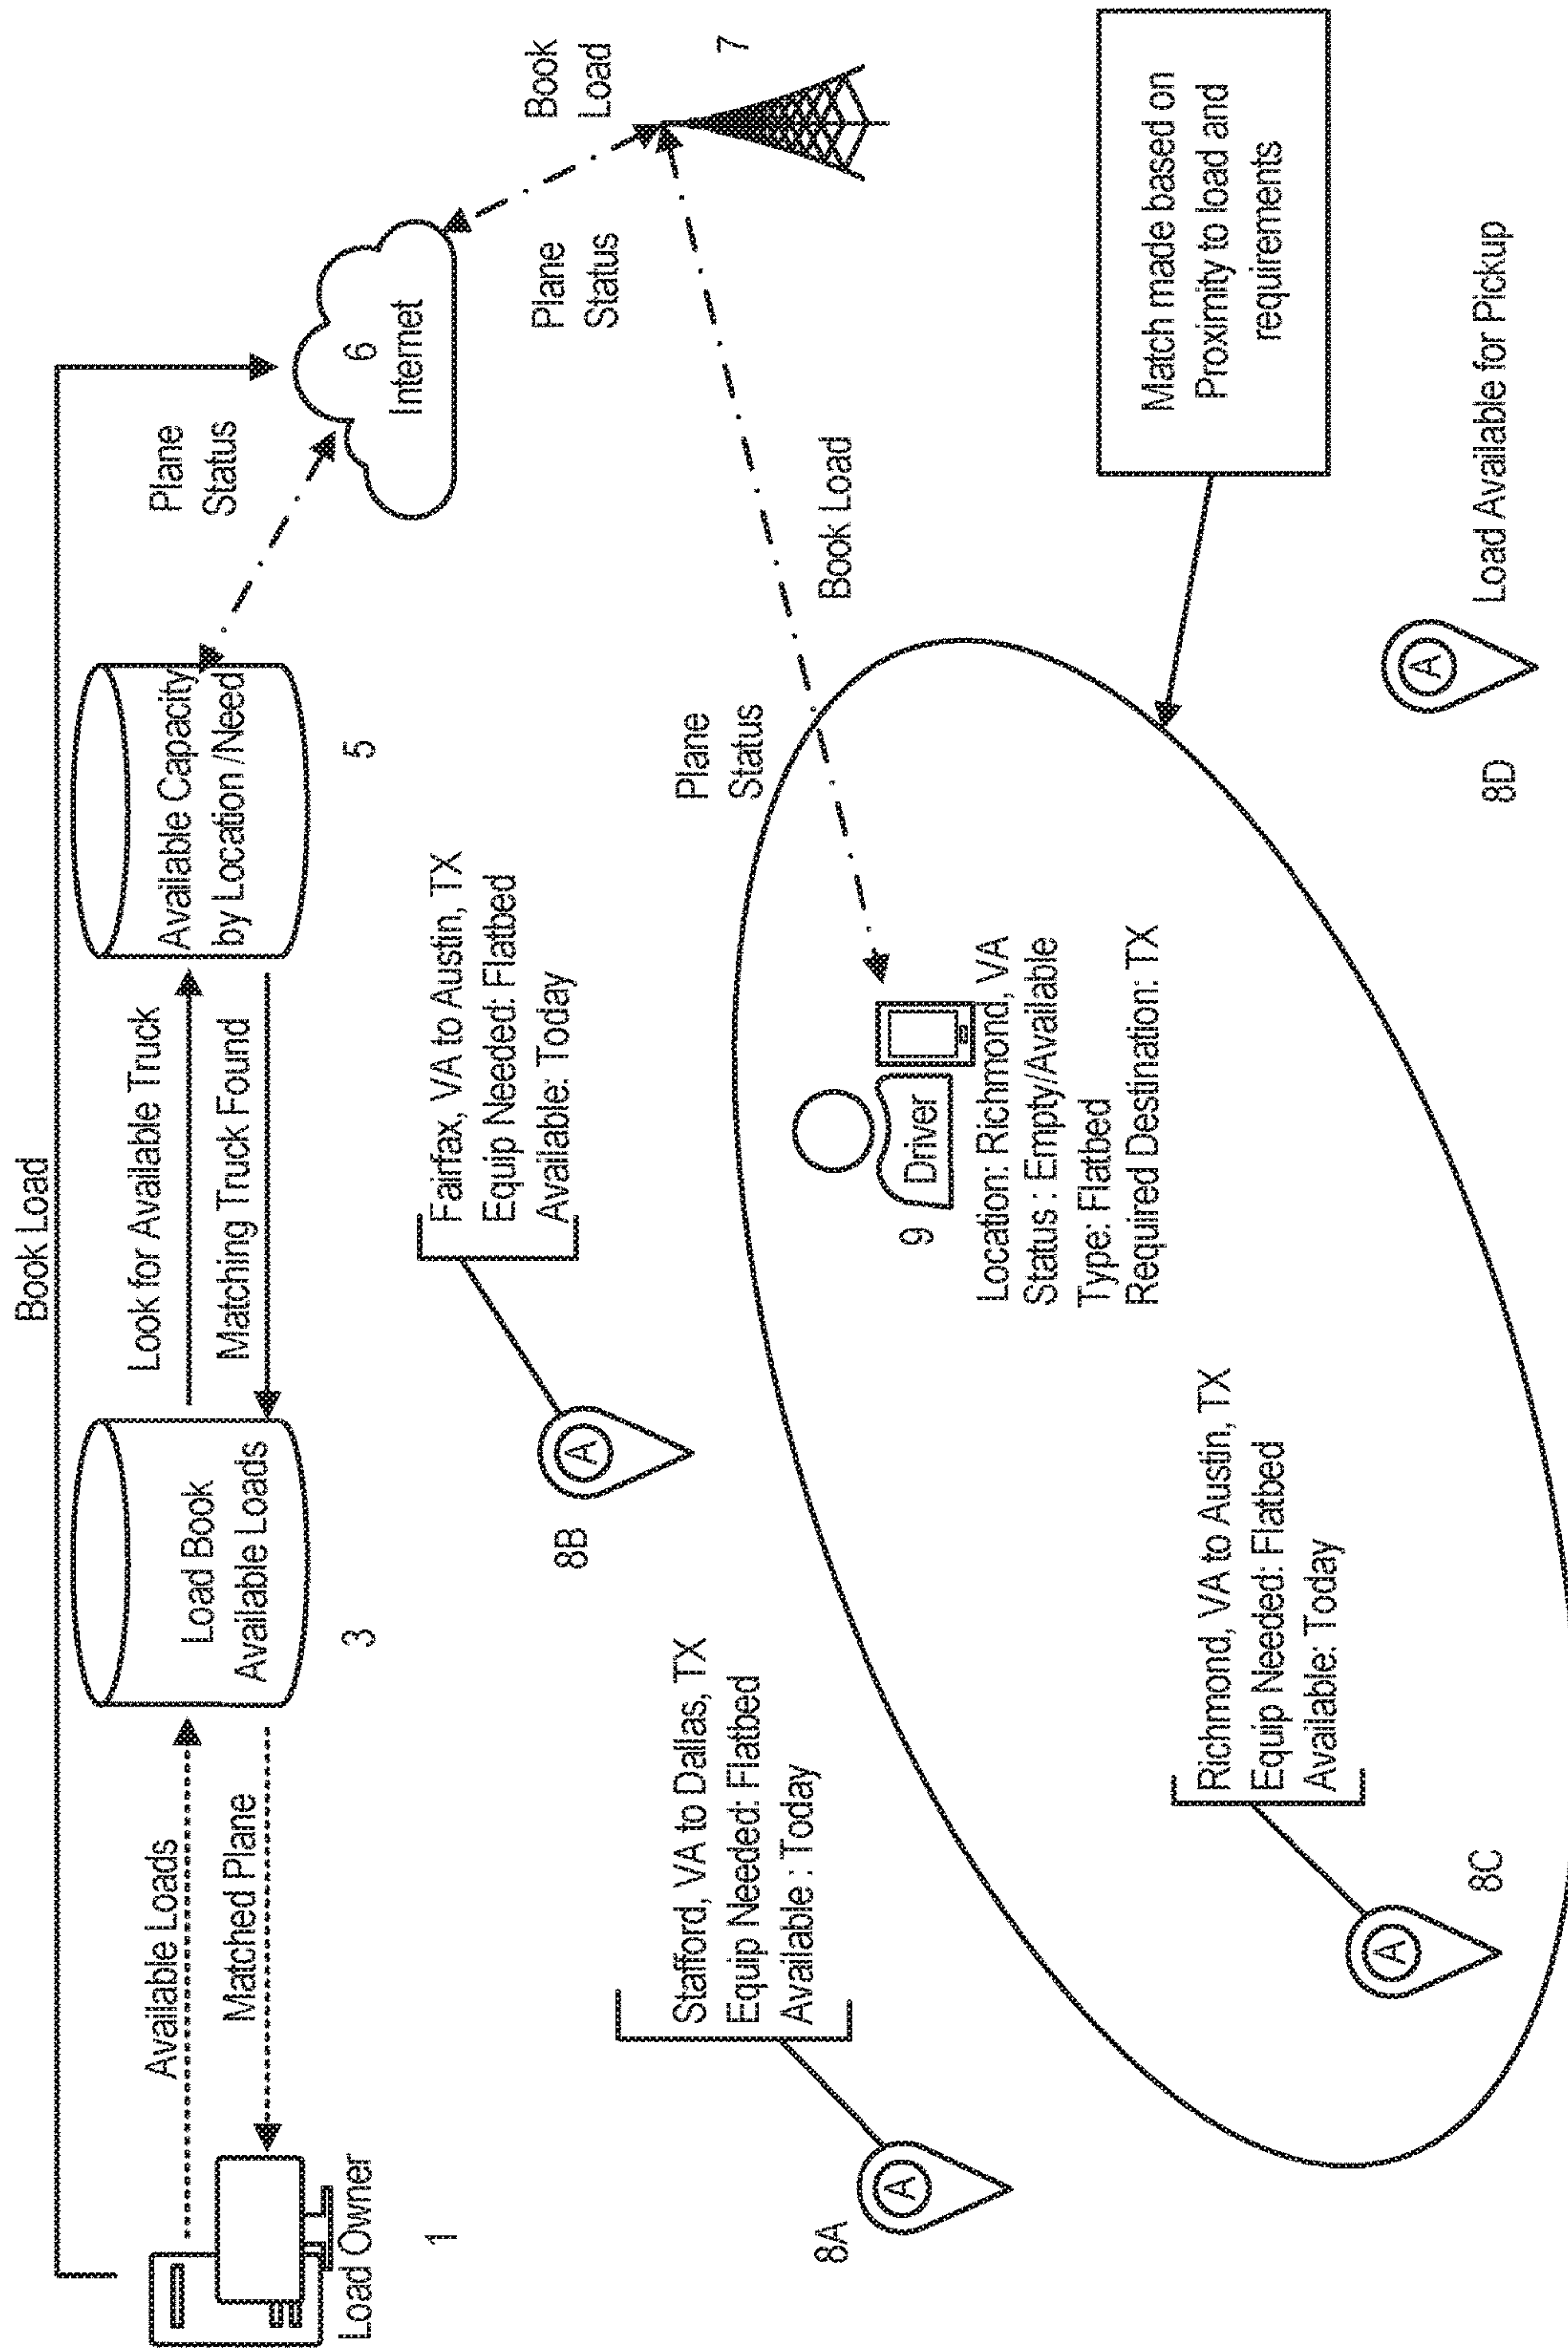 Book Load
Available Loads
Matched Plane
Load Owner
1
Load Book
Available Loads
3
Look for Available Truck
Matching Truck Found
Available Capacity
by Location /Need
5
Plane
Status
6
Internet
Book
Load
Plane
Status
7
8A
Stafford, VA to Dallas, TX
Equip Needed: Flatbed
Available : Today
A
8B
Fairfax, VA to Austin, TX
Equip Needed: Flatbed
Available: Today
A
Plane
Status
Book Load
9
Driver
Location: Richmond, VA
Status : Empty/Available
Type: Flatbed
Required Destination: TX
Match made based on
Proximity to load and
requirements
Richmond, VA to Austin, TX
Equip Needed: Flatbed
Available: Today
A
8C
A
8D
Load Available for Pickup